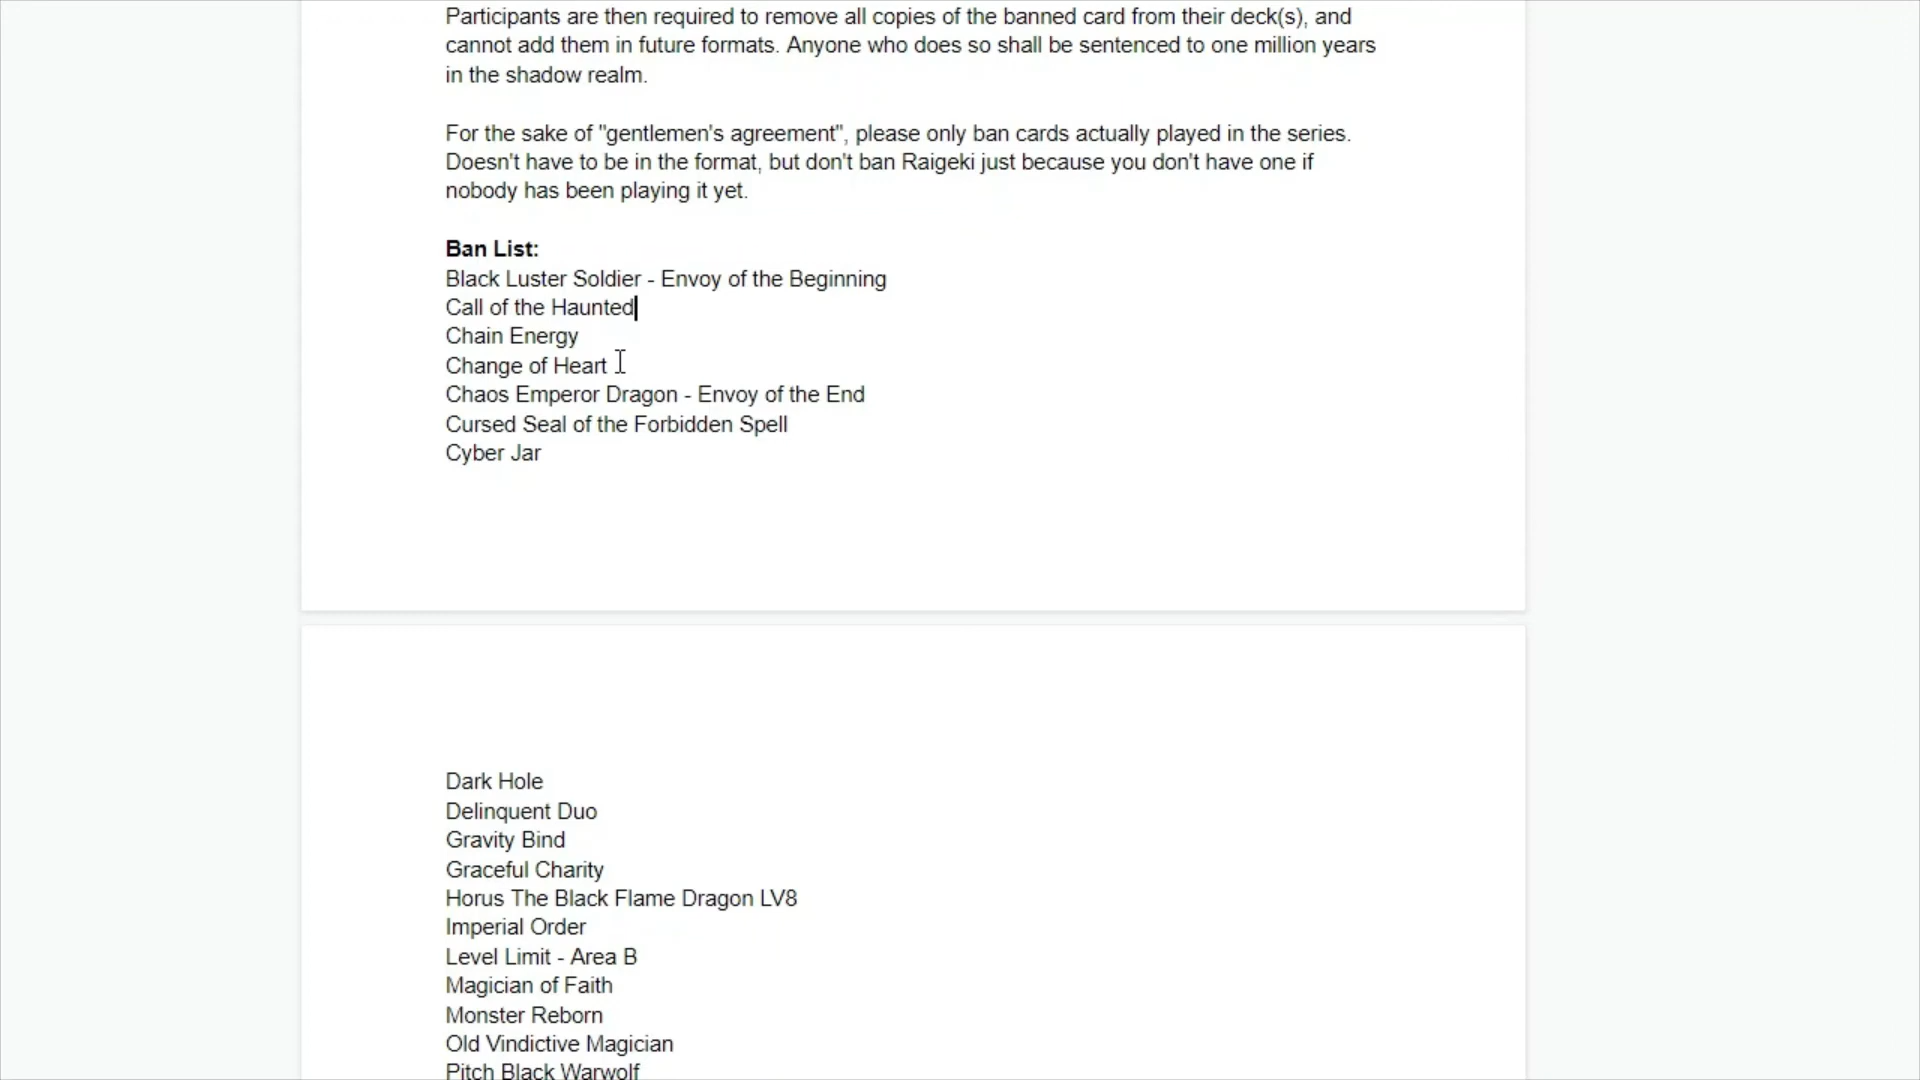 Participants are then required to remove all copies of the banned card from their deck(s), and
cannot add them in future formats. Anyone who does so shall be sentenced to one million years
in the shadow realm.
For the sake of "gentlemen's agreement", please only ban cards actually played in the series.
Doesn't have to be in the format, but don't ban Raigeki just because you don't have one if
nobody has been playing it yet.
Ban List:
Black Luster Soldier - Envoy of the Beginning
Call of the Haunted
Chain Energy
Change of Heart
Chaos Emperor Dragon - Envoy of the End
Cursed Seal of the Forbidden Spell
Cyber Jar
Dark Hole
Delinquent Duo
Gravity Bind
Graceful Charity
Horus The Black Flame Dragon LV8
Imperial Order
Level Limit - Area B
Magician of Faith
Monster Reborn
Old Vindictive Magician
Pitch Black Warwolf